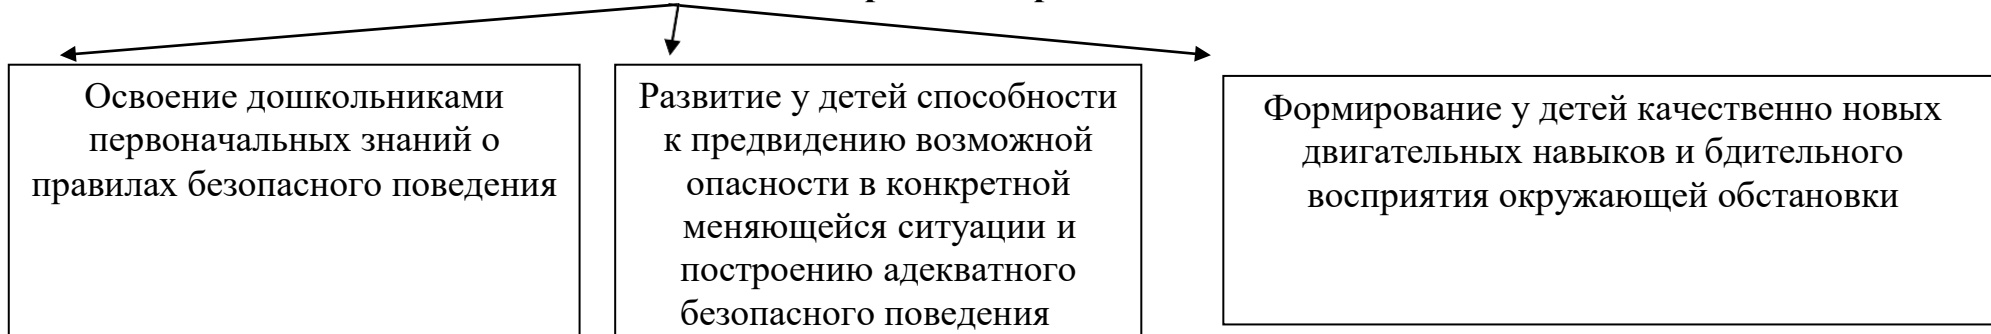 Освоение дошкольниками
первоначальных знаний о
правилах безопасного поведения
Развитие у детей способности
к предвидению возможной
опасности в конкретной
меняющейся ситуации и
построению адекватного
безопасного поведения
Формирование у детей качественно новых
двигательных навыков и бдительного
восприятия окружающей обстановки